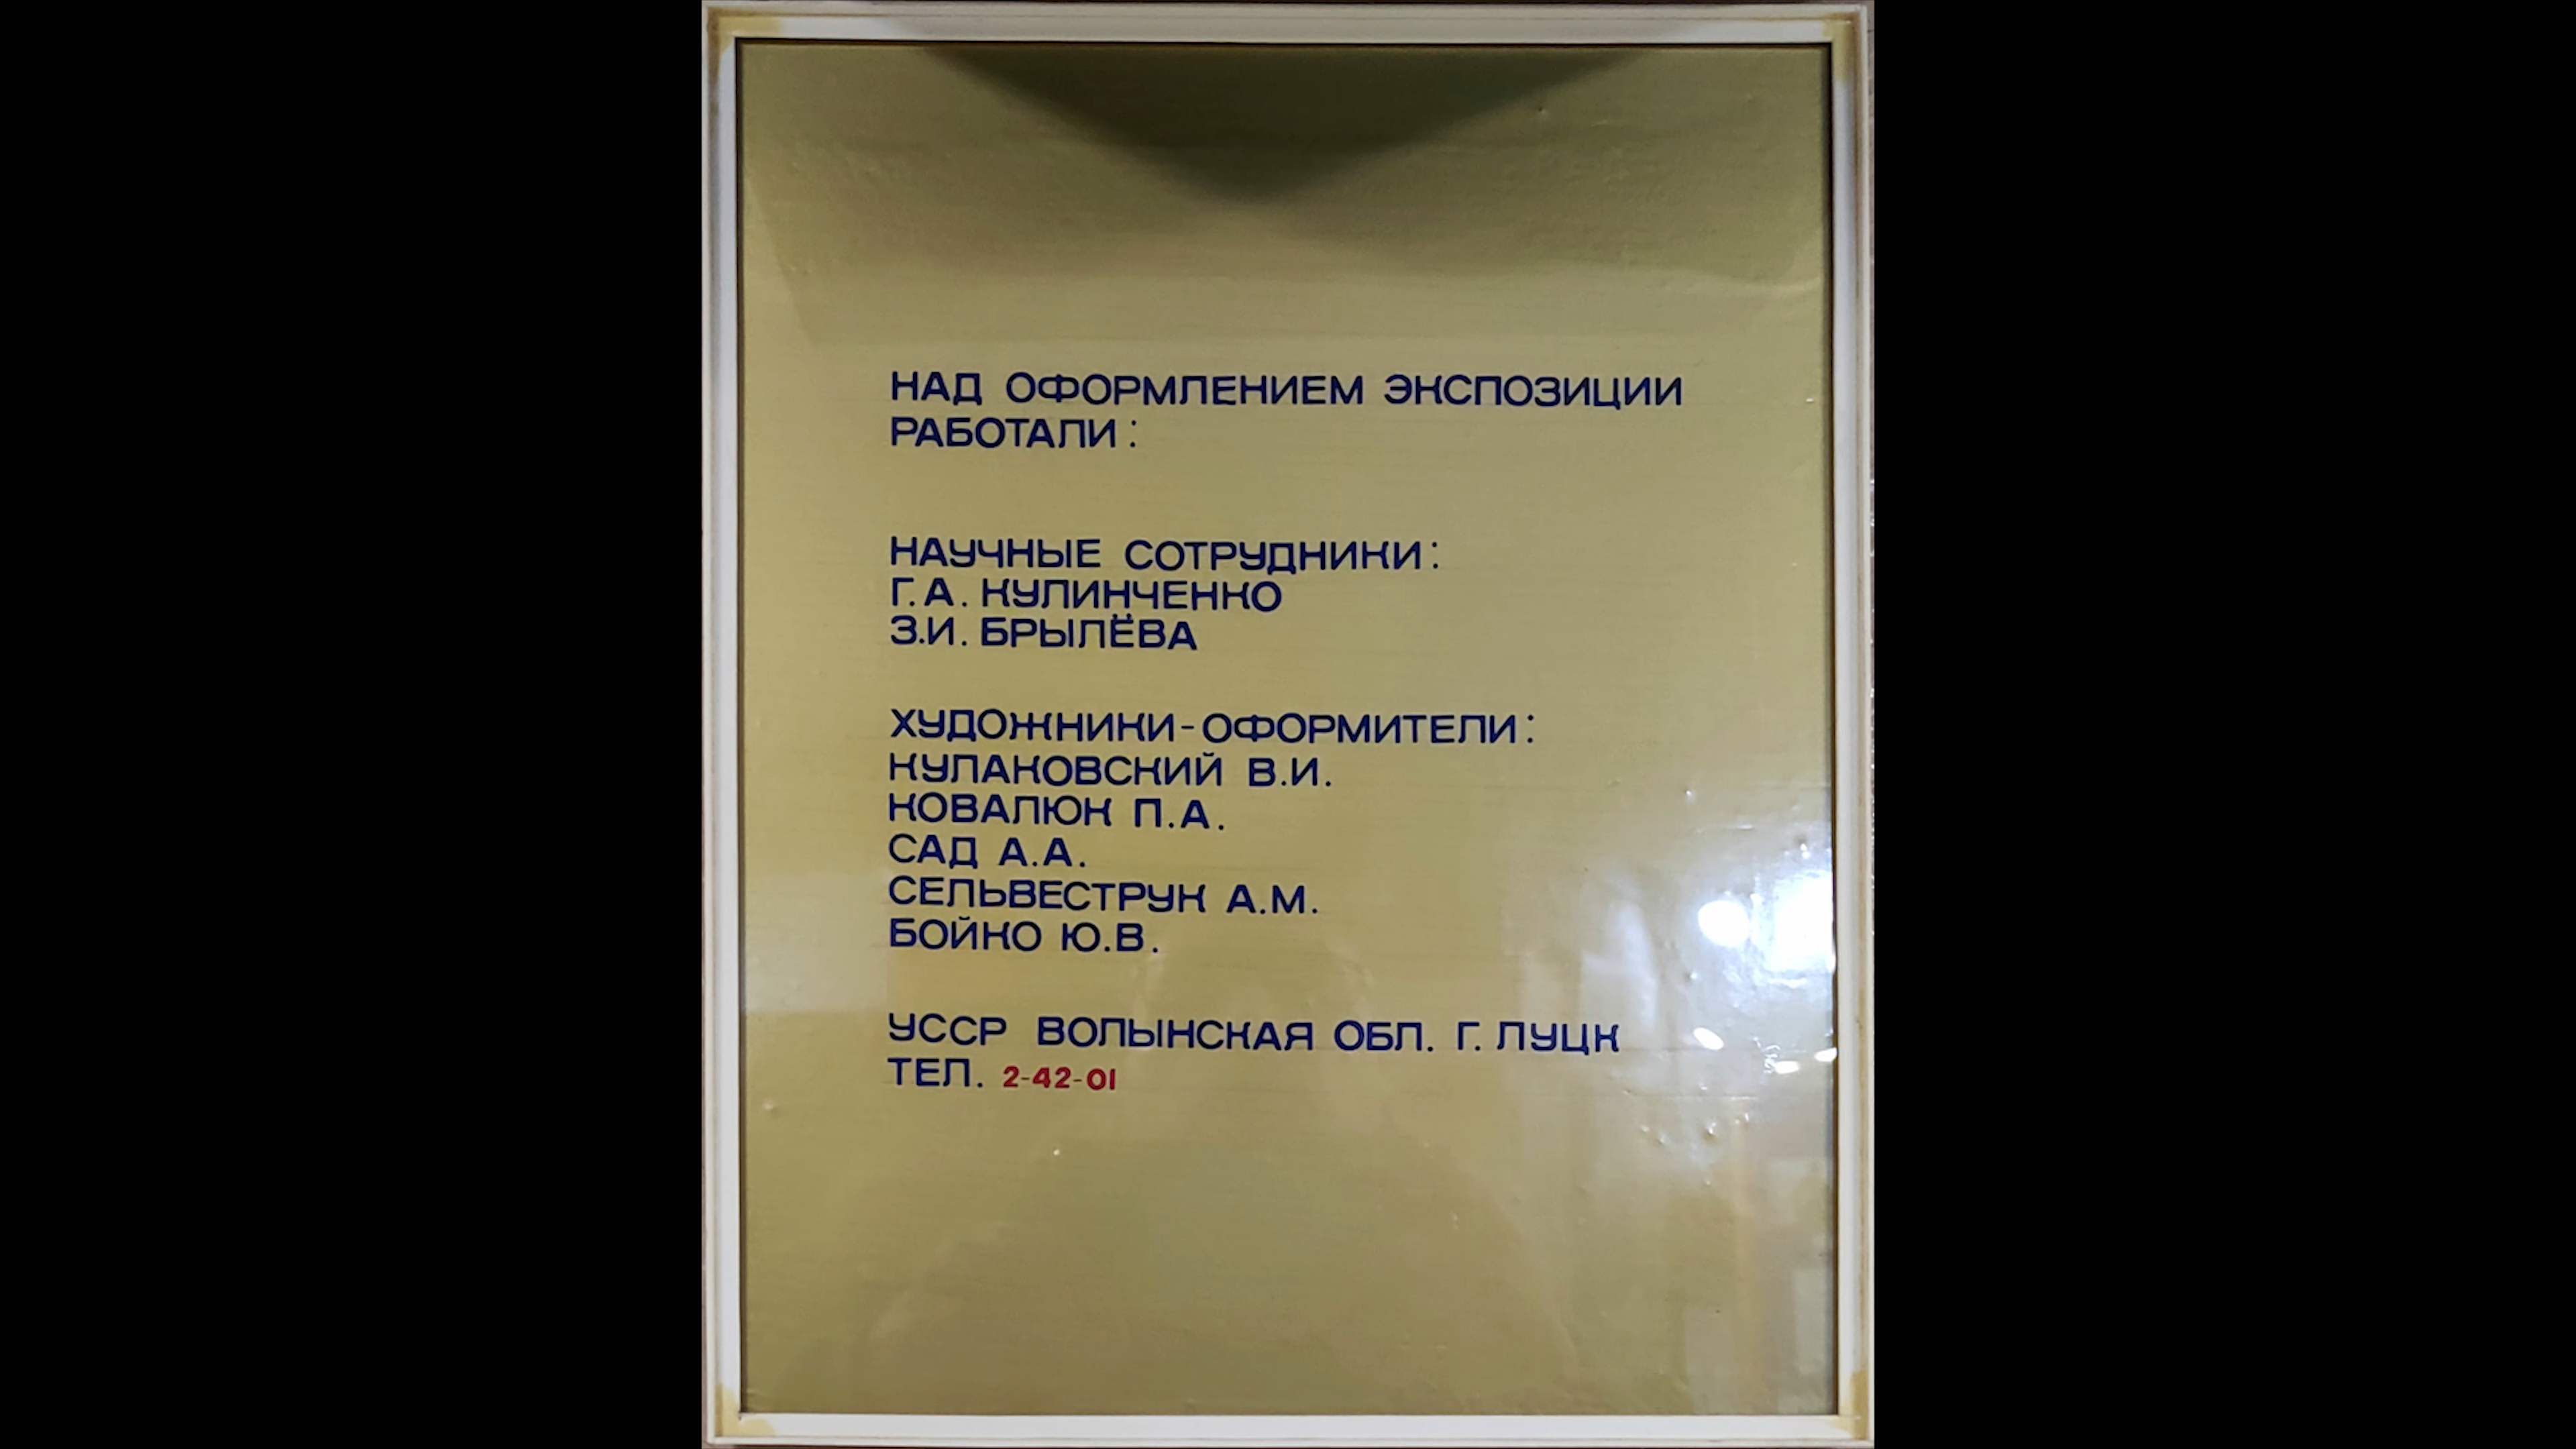 НАД ОФОРМЛЕНИЕМ ЭКСПОЗИЦИИ
РАБОТАЛИ:
НАУЧНЫЕ СОТРУДНИКИ:
Г.А. КУЛИНЧЕНКО
З.И. БРЫЛЁВА
ХУДОЖНИКИ-ОФОРМИТЕЛИ:
КУЛАКОВСКИЙ В.И.
КОВАЛЮК П.А.
САД А.А.
СЕЛЬВЕСТРУК А.М.
БОЙКО Ю.В.
УССР ВОЛЫНСКАЯ ОБЛ. Г. ЛУЦК
ТЕЛ. 2-42-01